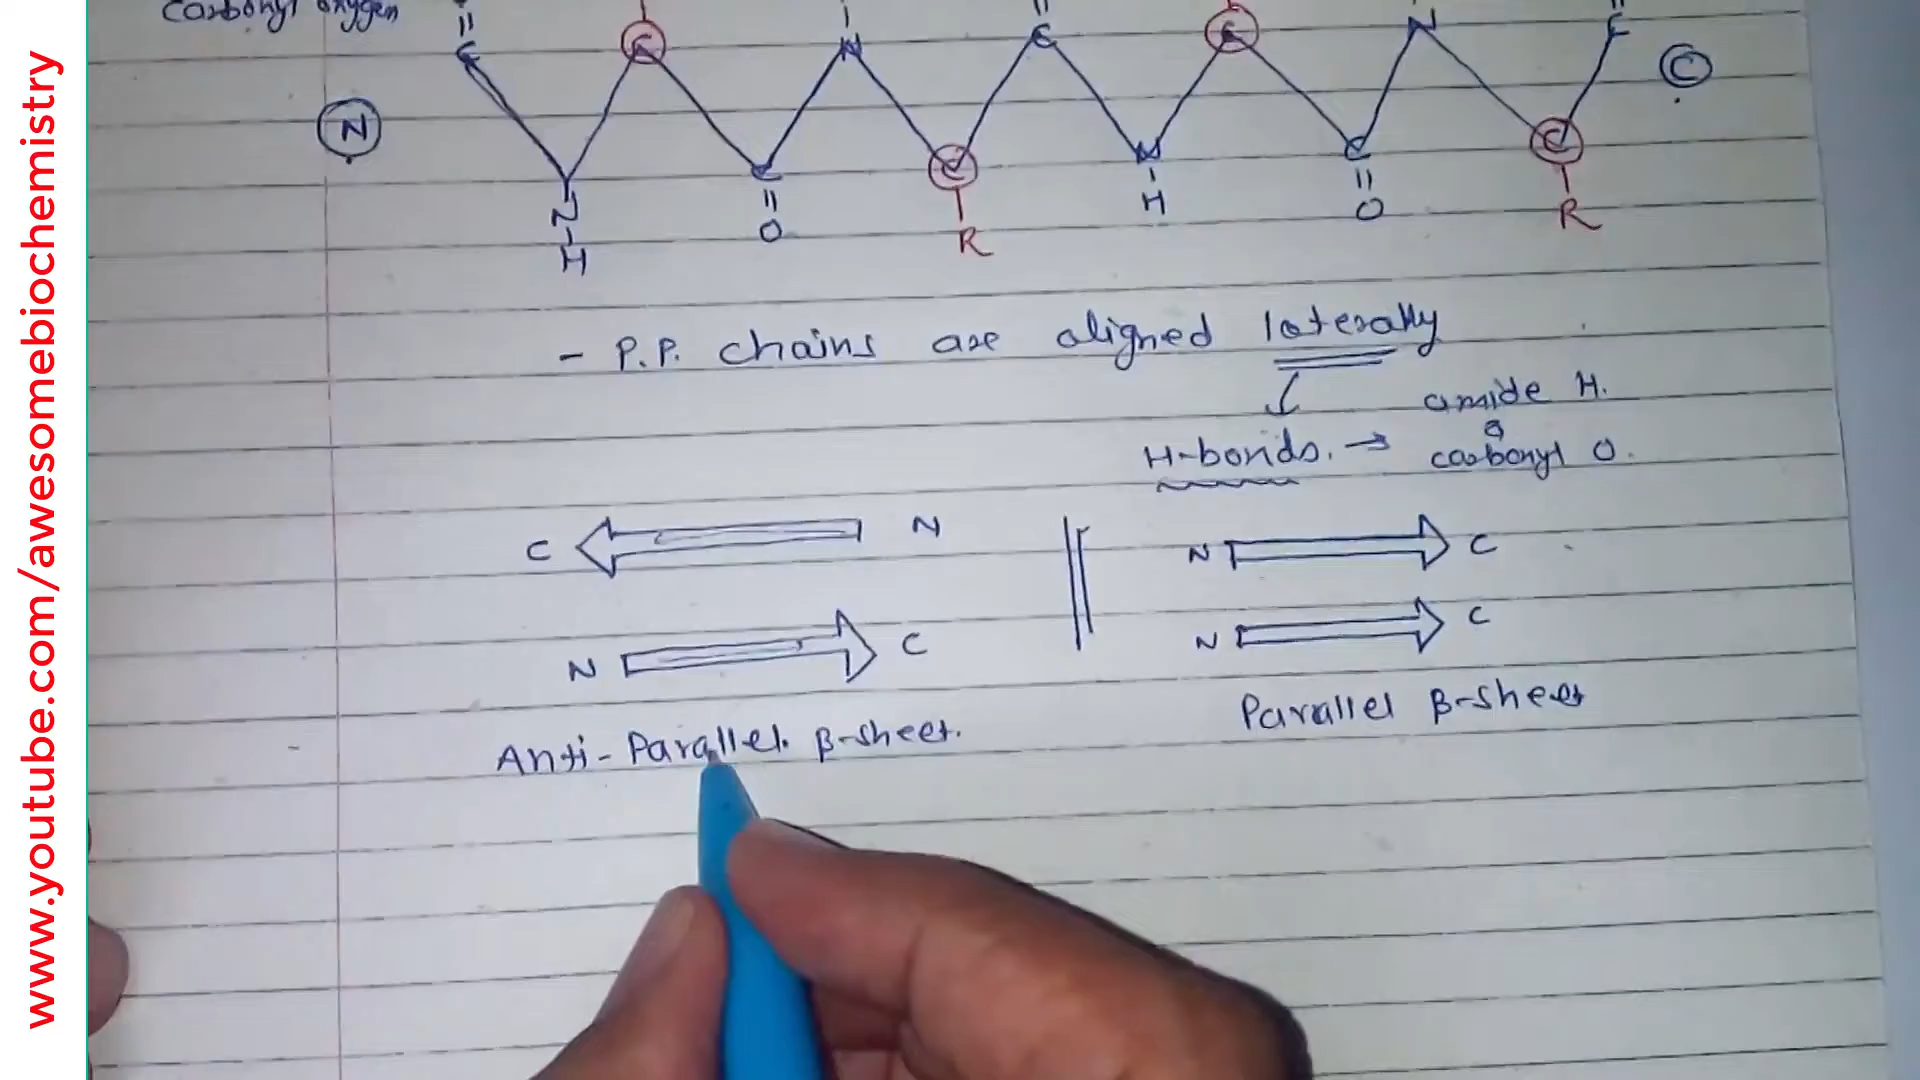 carbonyl oxygen
C C N C C N C
N C
N C N C
H O C H O C
R R
- P.P. chains are aligned laterally
amide H.
H-bonds. → & carbonyl O.
C N N C
N C N C
Anti-Parallel. β-sheet. Parallel β-sheet
www.youtube.com/awesomebiochemistry